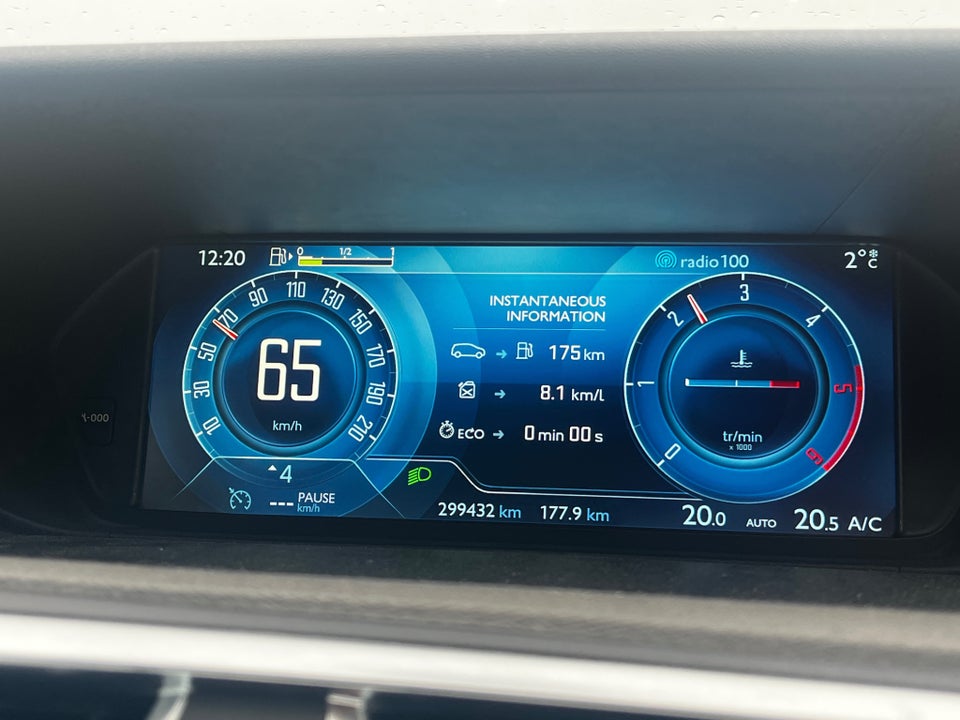 12:20
0 1/2 1
radio100
2°C
10 30 50 70 90 110 130 150 170 190 210
65
km/h
INSTANTANEOUS
INFORMATION
175 km
8.1 km/L
ECO 0 min 00 s
0 1 2 3 4 5 6
tr/min
x 1000
4
--- PAUSE
km/h
299432 km 177.9 km
20.0 AUTO 20.5 A/C
-000